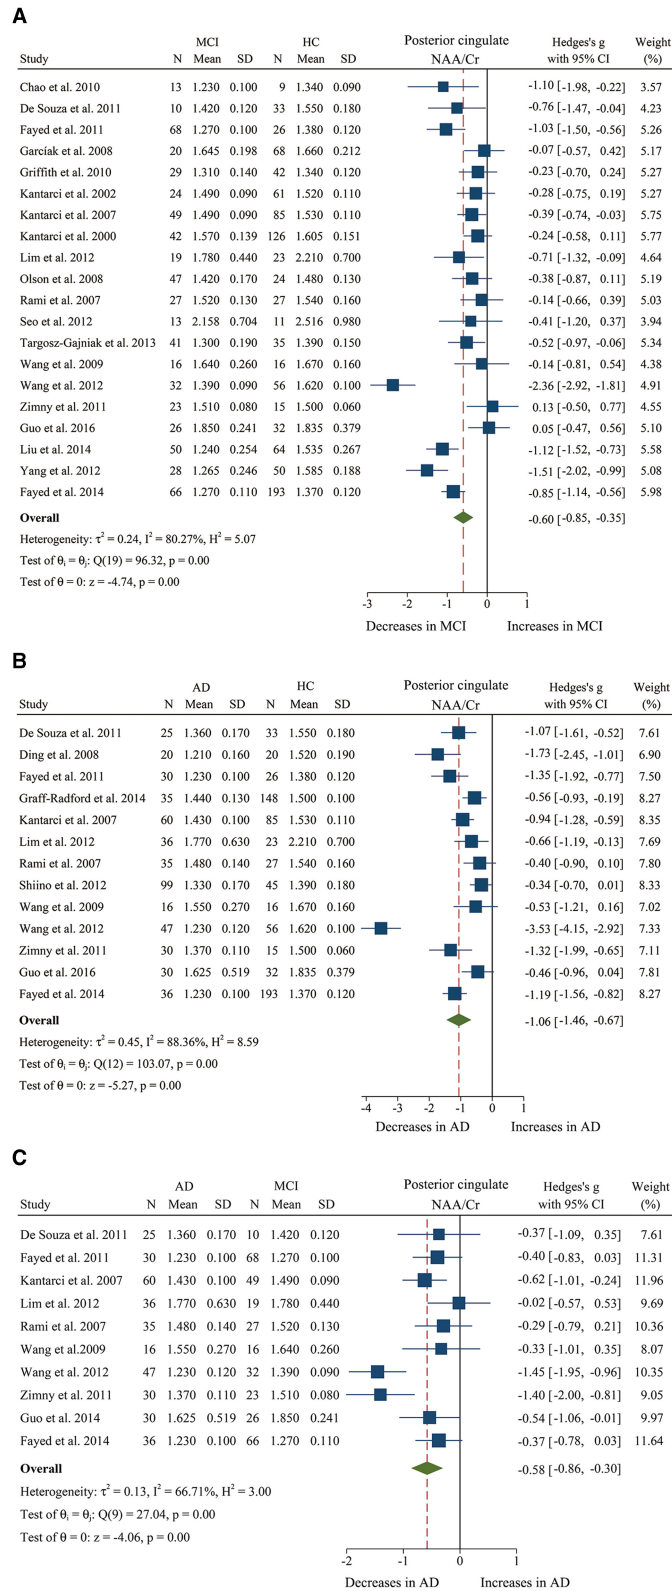 A
MCI HC Posterior cingulate Hedges's g Weight
Study N Mean SD N Mean SD NAA/Cr with 95% CI (%)
Chao et al. 2010 13 1.230 0.100 9 1.340 0.090 -1.10 [-1.98, -0.22] 3.57
De Souza et al. 2011 10 1.420 0.120 33 1.550 0.180 -0.76 [-1.47, -0.04] 4.23
Fayed et al. 2011 68 1.270 0.100 26 1.380 0.120 -1.03 [-1.50, -0.56] 5.26
Garcíak et al. 2008 20 1.645 0.198 68 1.660 0.212 -0.07 [-0.57, 0.42] 5.17
Griffith et al. 2010 29 1.310 0.140 42 1.340 0.120 -0.23 [-0.70, 0.24] 5.27
Kantarci et al. 2002 24 1.490 0.090 61 1.520 0.110 -0.28 [-0.75, 0.19] 5.27
Kantarci et al. 2007 49 1.490 0.090 85 1.530 0.110 -0.39 [-0.74, -0.03] 5.75
Kantarci et al. 2000 42 1.570 0.139 126 1.605 0.151 -0.24 [-0.58, 0.11] 5.77
Lim et al. 2012 19 1.780 0.440 23 2.210 0.700 -0.71 [-1.32, -0.09] 4.64
Olson et al. 2008 47 1.420 0.170 24 1.480 0.130 -0.38 [-0.87, 0.11] 5.19
Rami et al. 2007 27 1.520 0.130 27 1.540 0.160 -0.14 [-0.66, 0.39] 5.03
Seo et al. 2012 13 2.158 0.704 11 2.516 0.980 -0.41 [-1.20, 0.37] 3.94
Targosz-Gajniak et al. 2013 41 1.300 0.190 35 1.390 0.150 -0.52 [-0.97, -0.06] 5.34
Wang et al. 2009 16 1.640 0.260 16 1.670 0.160 -0.14 [-0.81, 0.54] 4.38
Wang et al. 2012 32 1.390 0.090 56 1.620 0.100 -2.36 [-2.92, -1.81] 4.91
Zimny et al. 2011 23 1.510 0.080 15 1.500 0.060 0.13 [-0.50, 0.77] 4.55
Guo et al. 2016 26 1.850 0.241 32 1.835 0.379 0.05 [-0.47, 0.56] 5.10
Liu et al. 2014 50 1.240 0.254 64 1.535 0.267 -1.12 [-1.52, -0.73] 5.58
Yang et al. 2012 28 1.265 0.246 50 1.585 0.188 -1.51 [-2.02, -0.99] 5.08
Fayed et al. 2014 66 1.270 0.110 193 1.370 0.120 -0.85 [-1.14, -0.56] 5.98
Overall -0.60 [-0.85, -0.35]
Heterogeneity: τ² = 0.24, I² = 80.27%, H² = 5.07
Test of θi = θj: Q(19) = 96.32, p = 0.00
Test of θ = 0: z = -4.74, p = 0.00
-3 -2 -1 0 1
Decreases in MCI Increases in MCI
B
AD HC Posterior cingulate Hedges's g Weight
Study N Mean SD N Mean SD NAA/Cr with 95% CI (%)
De Souza et al. 2011 25 1.360 0.170 33 1.550 0.180 -1.07 [-1.61, -0.52] 7.61
Ding et al. 2008 20 1.210 0.160 20 1.520 0.190 -1.73 [-2.45, -1.01] 6.90
Fayed et al. 2011 30 1.230 0.100 26 1.380 0.120 -1.35 [-1.92, -0.77] 7.50
Graff-Radford et al. 2014 35 1.440 0.130 148 1.500 0.100 -0.56 [-0.93, -0.19] 8.27
Kantarci et al. 2007 60 1.430 0.100 85 1.530 0.110 -0.94 [-1.28, -0.59] 8.35
Lim et al. 2012 36 1.770 0.630 23 2.210 0.700 -0.66 [-1.19, -0.13] 7.69
Rami et al. 2007 35 1.480 0.140 27 1.540 0.160 -0.40 [-0.90, 0.10] 7.80
Shiino et al. 2012 99 1.330 0.170 45 1.390 0.180 -0.34 [-0.70, 0.01] 8.33
Wang et al. 2009 16 1.550 0.270 16 1.670 0.160 -0.53 [-1.21, 0.16] 7.02
Wang et al. 2012 47 1.230 0.120 56 1.620 0.100 -3.53 [-4.15, -2.92] 7.33
Zimny et al. 2011 30 1.370 0.110 15 1.500 0.060 -1.32 [-1.99, -0.65] 7.11
Guo et al. 2016 30 1.625 0.519 32 1.835 0.379 -0.46 [-0.96, 0.04] 7.81
Fayed et al. 2014 36 1.230 0.100 193 1.370 0.120 -1.19 [-1.56, -0.82] 8.27
Overall -1.06 [-1.46, -0.67]
Heterogeneity: τ² = 0.45, I² = 88.36%, H² = 8.59
Test of θi = θj: Q(12) = 103.07, p = 0.00
Test of θ = 0: z = -5.27, p = 0.00
-4 -3 -2 -1 0 1
Decreases in AD Increases in AD
C
AD MCI Posterior cingulate Hedges's g Weight
Study N Mean SD N Mean SD NAA/Cr with 95% CI (%)
De Souza et al. 2011 25 1.360 0.170 10 1.420 0.120 -0.37 [-1.09, 0.35] 7.61
Fayed et al. 2011 30 1.230 0.100 68 1.270 0.100 -0.40 [-0.83, 0.03] 11.31
Kantarci et al. 2007 60 1.430 0.100 49 1.490 0.090 -0.62 [-1.01, -0.24] 11.96
Lim et al. 2012 36 1.770 0.630 19 1.780 0.440 -0.02 [-0.57, 0.53] 9.69
Rami et al. 2007 35 1.480 0.140 27 1.520 0.130 -0.29 [-0.79, 0.21] 10.36
Wang et al.2009 16 1.550 0.270 16 1.640 0.260 -0.33 [-1.01, 0.35] 8.07
Wang et al. 2012 47 1.230 0.120 32 1.390 0.090 -1.45 [-1.95, -0.96] 10.35
Zimny et al. 2011 30 1.370 0.110 23 1.510 0.080 -1.40 [-2.00, -0.81] 9.05
Guo et al. 2014 30 1.625 0.519 26 1.850 0.241 -0.54 [-1.06, -0.01] 9.97
Fayed et al. 2014 36 1.230 0.100 66 1.270 0.110 -0.37 [-0.78, 0.03] 11.64
Overall -0.58 [-0.86, -0.30]
Heterogeneity: τ² = 0.13, I² = 66.71%, H² = 3.00
Test of θi = θj: Q(9) = 27.04, p = 0.00
Test of θ = 0: z = -4.06, p = 0.00
-2 -1 0 1
Decreases in AD Increases in AD